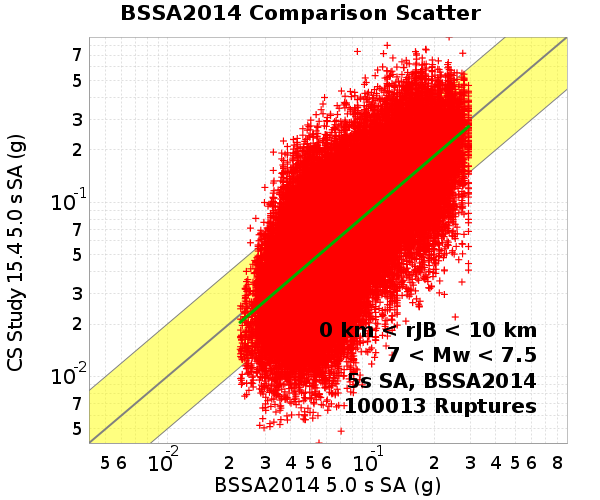 BSSA2014 Comparison Scatter
7
5
3
2
10-1
7
5
3
2
10-2
7
5
CS Study 15.4 5.0 s SA (g)
0 km < rJB < 10 km
7 < Mw < 7.5
5s SA, BSSA2014
100013 Ruptures
5 6 10-2 2 3 4 5 6 10-1 2 3 4 5 6 8
BSSA2014 5.0 s SA (g)